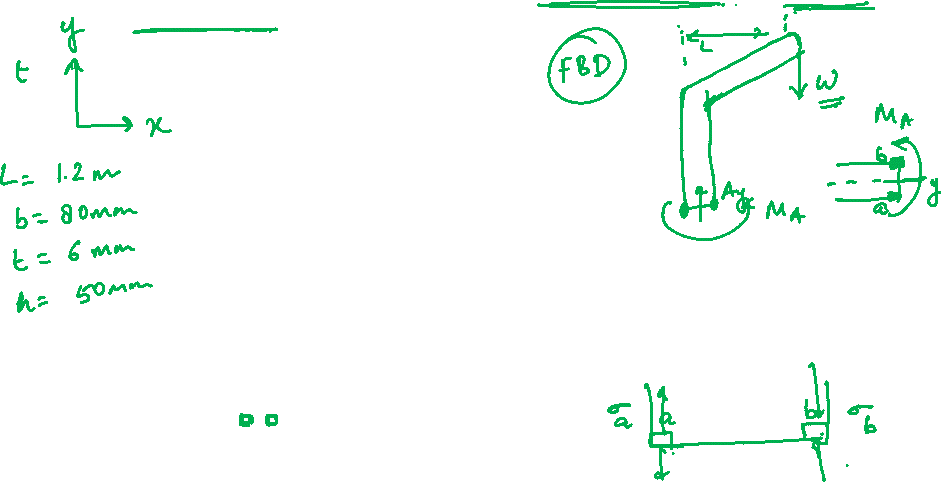 y
t
x
L = 1.2 m
b = 80mm
t = 6 mm
h = 50mm
FBD
L
W
Ay
MA
MA
b
a
y
σa
a
b
σb